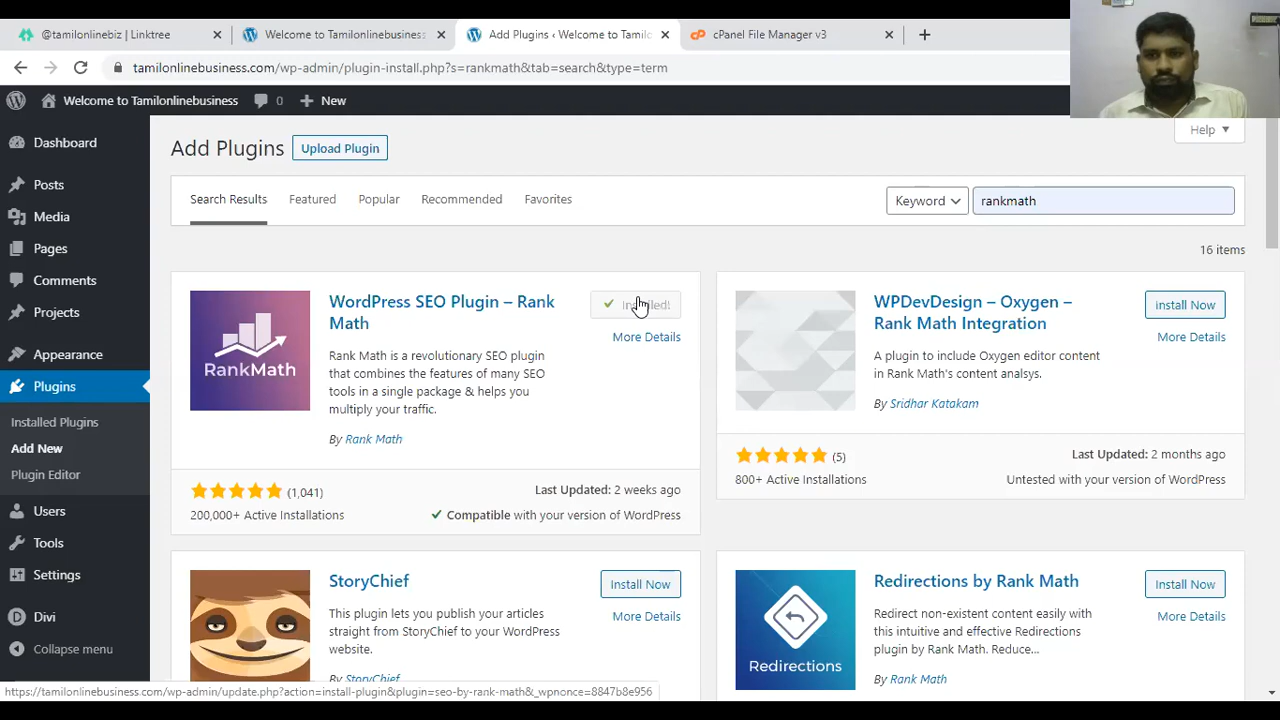 @tamilonlinebiz | Linktree
Welcome to Tamilonlinebusiness
Add Plugins ‹ Welcome to Tamilo
cPanel File Manager v3
tamilonlinebusiness.com/wp-admin/plugin-install.php?s=rankmath&tab=search&type=term
Welcome to Tamilonlinebusiness
0
New
Help
Dashboard
Posts
Media
Pages
Comments
Projects
Appearance
Plugins
Installed Plugins
Add New
Plugin Editor
Users
Tools
Settings
Divi
Collapse menu
Add Plugins
Upload Plugin
Search Results
Featured
Popular
Recommended
Favorites
Keyword
rankmath
16 items
RANKMATH
WordPress SEO Plugin – Rank
Math
Installed!
More Details
Rank Math is a revolutionary SEO plugin
that combines the features of many SEO
tools in a single package & helps you
multiply your traffic.
By Rank Math
(1,041)
200,000+ Active Installations
Last Updated: 2 weeks ago
Compatible with your version of WordPress
WPDevDesign – Oxygen –
Rank Math Integration
Install Now
More Details
A plugin to include Oxygen editor content
in Rank Math's content analsys.
By Sridhar Katakam
(5)
800+ Active Installations
Last Updated: 2 months ago
Untested with your version of WordPress
StoryChief
Install Now
More Details
This plugin lets you publish your articles
straight from StoryChief to your WordPress
website.
By StoryChief
Redirections
Redirections by Rank Math
Install Now
More Details
Redirect non-existent content easily with
this intuitive and effective Redirections
plugin by Rank Math. Reduce...
By Rank Math
https://tamilonlinebusiness.com/wp-admin/update.php?action=install-plugin&plugin=seo-by-rank-math&_wpnonce=8847b8e956